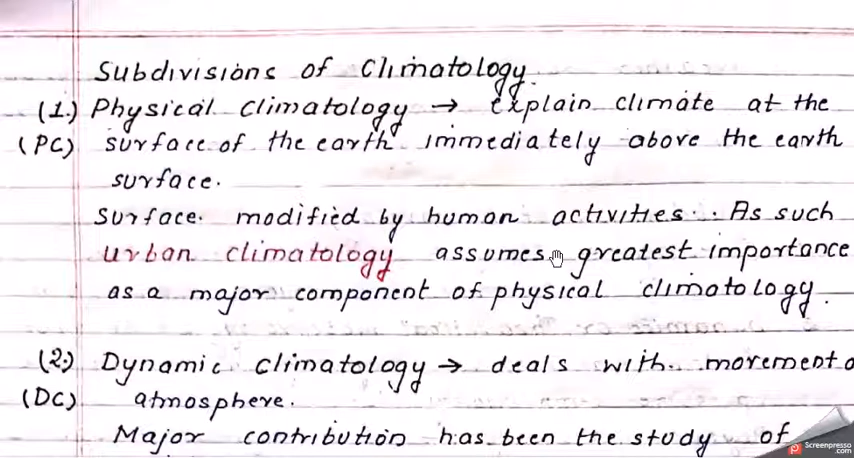 Subdivisions of Climatology.
(1.) Physical climatology → explain climate at the
(PC) surface of the earth immediately above the earth
surface.
Surface modified by human activities. As such
urban climatology assumes greatest importance
as a major component of physical climatology.
(2.) Dynamic climatology → deals with movement o
(DC) atmosphere.
Major contribution has been the study of
Screenpresso
.com